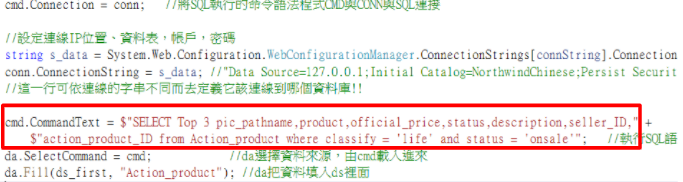 cmd.Connection = conn;   //將SQL執行的命令語法程式CMD與CONN與SQL連接
//設定連線IP位置、資料表，帳戶，密碼
string s_data = System.Web.Configuration.WebConfigurationManager.ConnectionStrings[connString].Connection
conn.ConnectionString = s_data; //"Data Source=127.0.0.1;Initial Catalog=NorthwindChinese;Persist Securit
//這一行可依連線的字串不同而去定義它該連線到哪個資料庫!!
cmd.CommandText = $"SELECT Top 3 pic_pathname,product,official_price,status,description,seller_ID," +
$"action_product_ID from Action_product where classify = 'life' and status = 'onsale'";   //執行SQL語
da.SelectCommand = cmd;          //da選擇資料來源，由cmd載入進來
da.Fill(ds_first, "Action_product"); //da把資料填入ds裡面